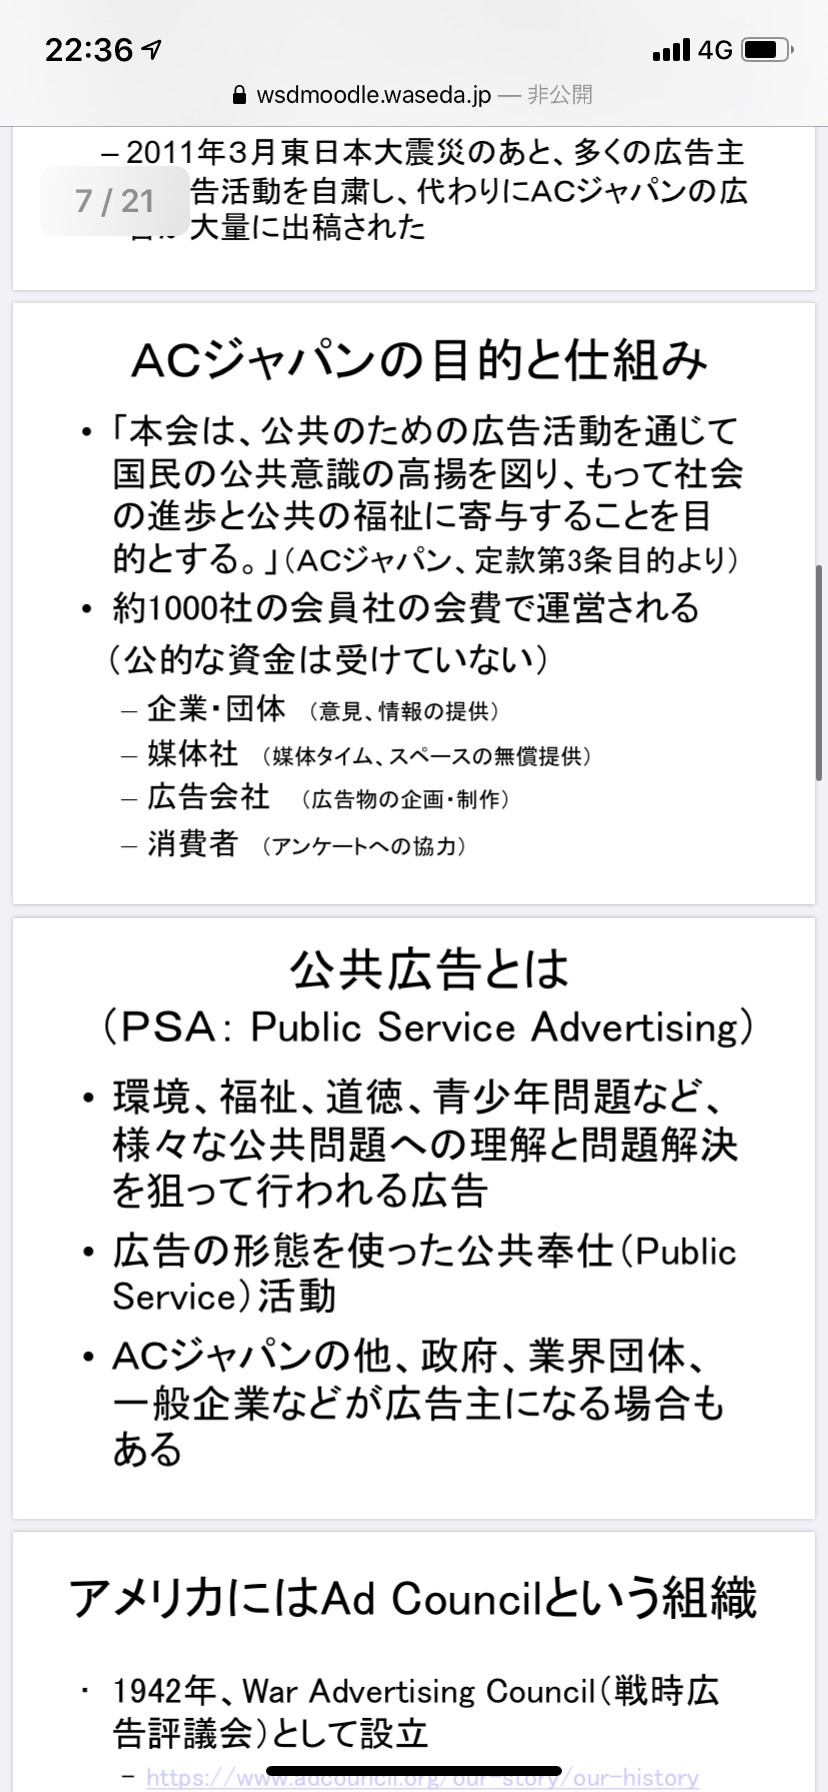 22:36
4G
wsdmoodle.waseda.jp — 非公開
– 2011年3月東日本大震災のあと、多くの広告主
7 / 21
告活動を自粛し、代わりにACジャパンの広
大量に出稿された
ACジャパンの目的と仕組み
• 「本会は、公共のための広告活動を通じて
国民の公共意識の高揚を図り、もって社会
の進歩と公共の福祉に寄与することを目
的とする。」（ACジャパン、定款第3条目的より）
• 約1000社の会員社の会費で運営される
（公的な資金は受けていない）
– 企業・団体 （意見、情報の提供）
– 媒体社 （媒体タイム、スペースの無償提供）
– 広告会社 （広告物の企画・制作）
– 消費者 （アンケートへの協力）
公共広告とは
（PSA： Public Service Advertising）
• 環境、福祉、道徳、青少年問題など、
様々な公共問題への理解と問題解決
を狙って行われる広告
• 広告の形態を使った公共奉仕（Public
Service）活動
• ACジャパンの他、政府、業界団体、
一般企業などが広告主になる場合も
ある
アメリカにはAd Councilという組織
・ 1942年、War Advertising Council（戦時広
告評議会）として設立
– https://www.adcouncil.org/our-story/our-history